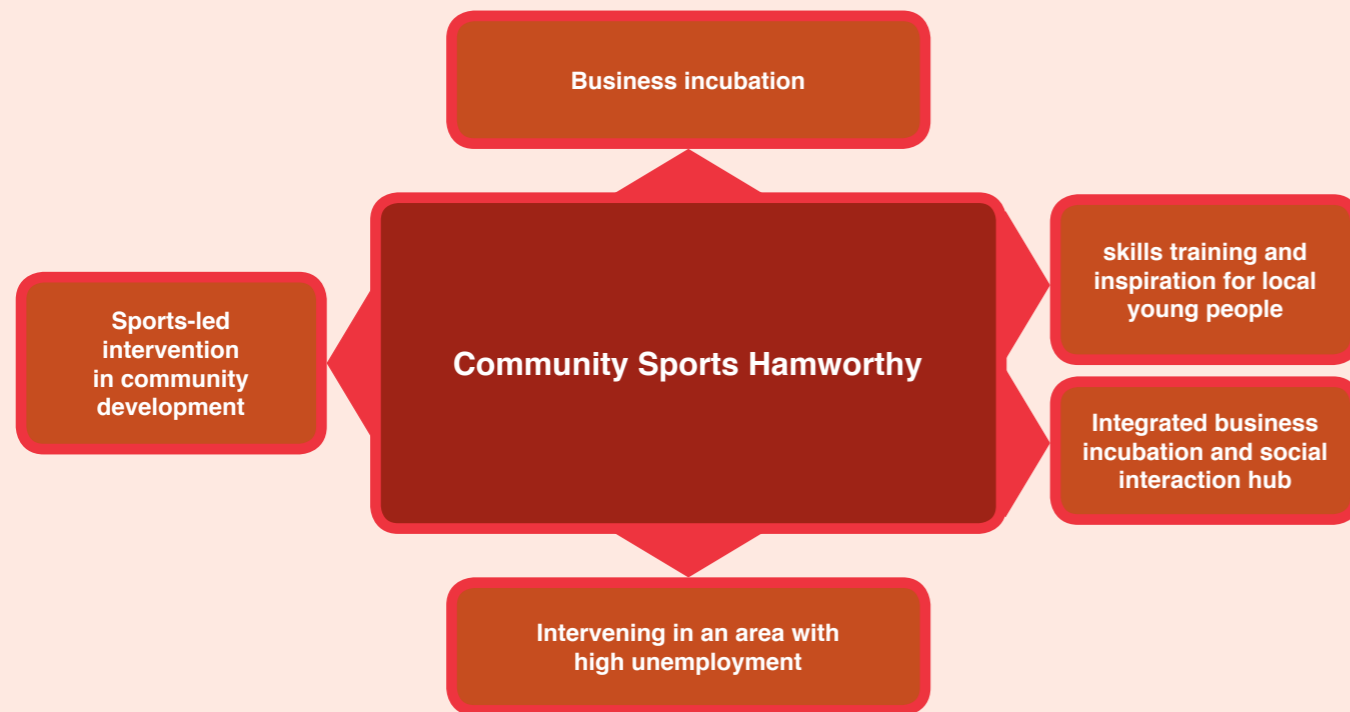 Business incubation
skills training and
inspiration for local
young people
Sports-led
intervention
in community
development
Community Sports Hamworthy
Integrated business
incubation and social
interaction hub
Intervening in an area with
high unemployment